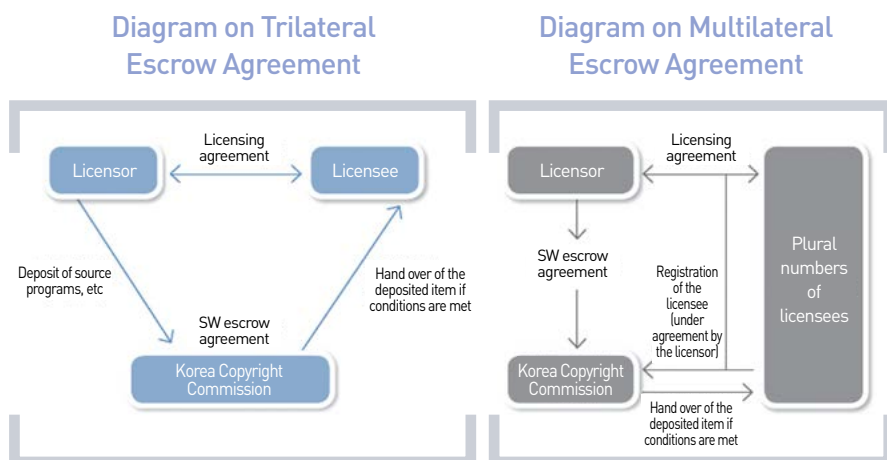 Diagram on Trilateral
Escrow Agreement
Licensor
Licensing
agreement
Licensee
Deposit of source
programs, etc
Hand over of the
deposited item if
conditions are met
SW escrow
agreement
Korea Copyright
Commission
Diagram on Multilateral
Escrow Agreement
Licensor
Licensing
agreement
Plural
numbers
of
licensees
SW escrow
agreement
Registration
of the
licensee
(under
agreement by
the licensor)
Korea Copyright
Commission
Hand over of the
deposited item if
conditions are met